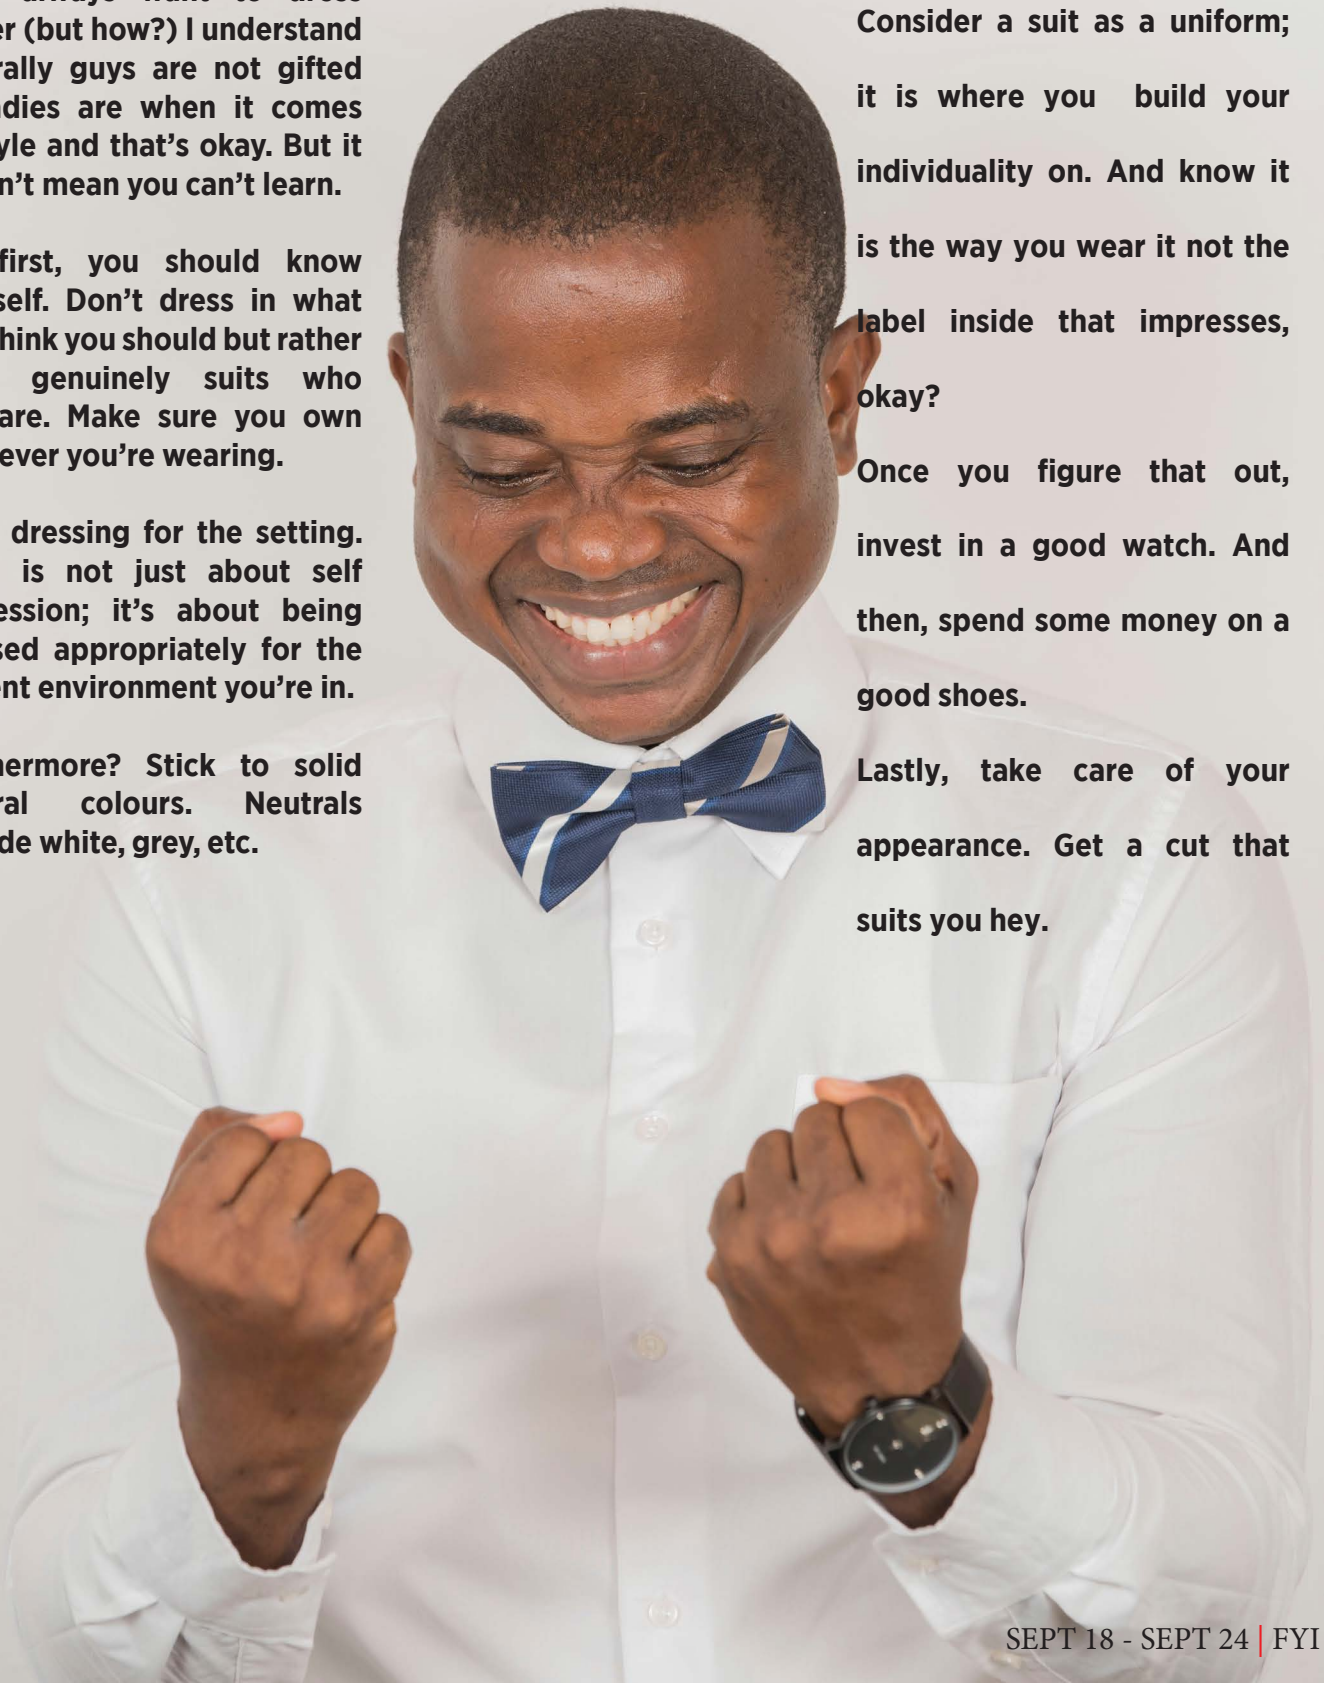 always want to dress
er (but how?) I understand
rally guys are not gifted
dies are when it comes
yle and that’s okay. But it
n’t mean you can’t learn.
first, you should know
self. Don’t dress in what
hink you should but rather
genuinely suits who
are. Make sure you own
ever you’re wearing.
dressing for the setting.
is not just about self
ession; it’s about being
sed appropriately for the
ent environment you’re in.
hermore? Stick to solid
ral colours. Neutrals
de white, grey, etc.
Consider a suit as a uniform;
it is where you build your
individuality on. And know it
is the way you wear it not the
label inside that impresses,
okay?
Once you figure that out,
invest in a good watch. And
then, spend some money on a
good shoes.
Lastly, take care of your
appearance. Get a cut that
suits you hey.
SEPT 18 - SEPT 24 | FYI